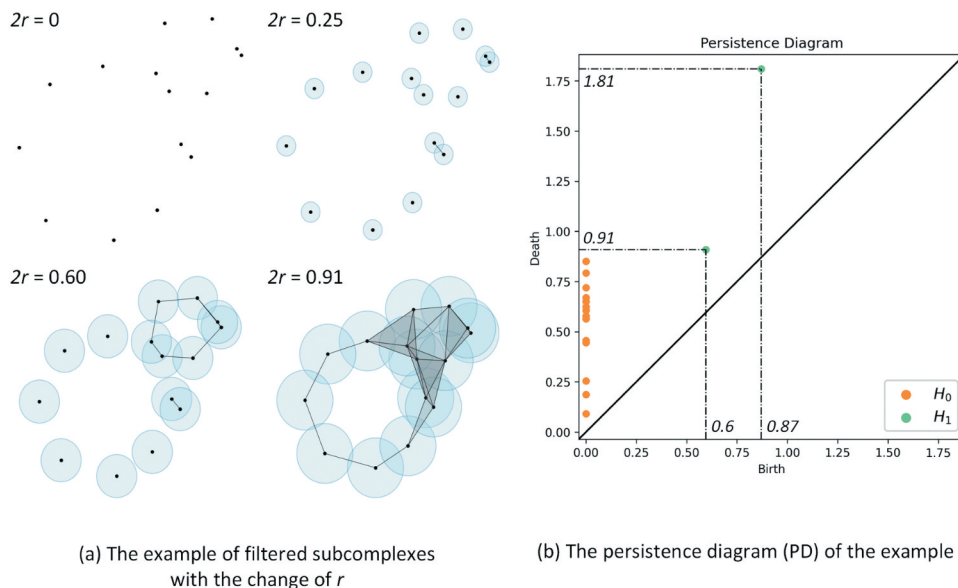 2r = 0
2r = 0.25
2r = 0.60
2r = 0.91
(a) The example of filtered subcomplexes
with the change of r
Persistence Diagram
1.81
0.91
0.6
0.87
Death
1.75
1.50
1.25
1.00
0.75
0.50
0.25
0.00
H0
H1
0.00 0.25 0.50 0.75 1.00 1.25 1.50 1.75
Birth
(b) The persistence diagram (PD) of the example